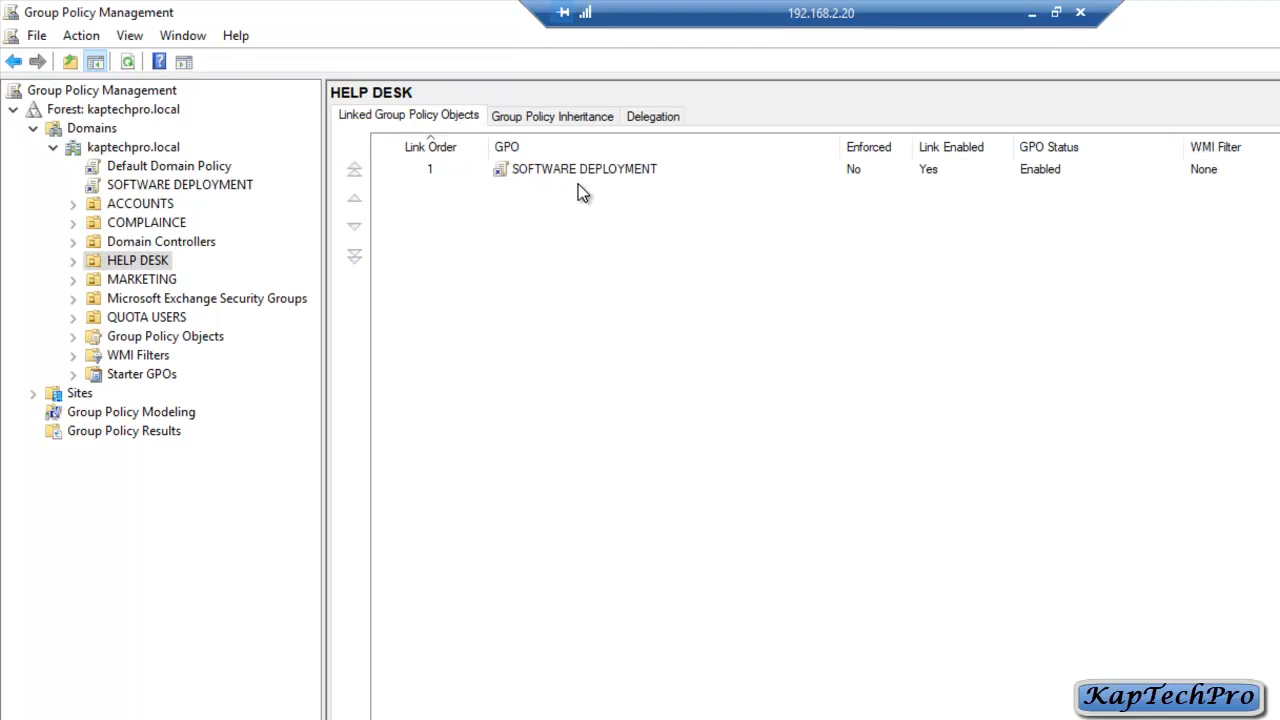 Group Policy Management
192.168.2.20
File Action View Window Help
Group Policy Management
Forest: kaptechpro.local
Domains
kaptechpro.local
Default Domain Policy
SOFTWARE DEPLOYMENT
ACCOUNTS
COMPLAINCE
Domain Controllers
HELP DESK
MARKETING
Microsoft Exchange Security Groups
QUOTA USERS
Group Policy Objects
WMI Filters
Starter GPOs
Sites
Group Policy Modeling
Group Policy Results
HELP DESK
Linked Group Policy Objects Group Policy Inheritance Delegation
Link Order GPO Enforced Link Enabled GPO Status WMI Filter
1 SOFTWARE DEPLOYMENT No Yes Enabled None
KapTechPro